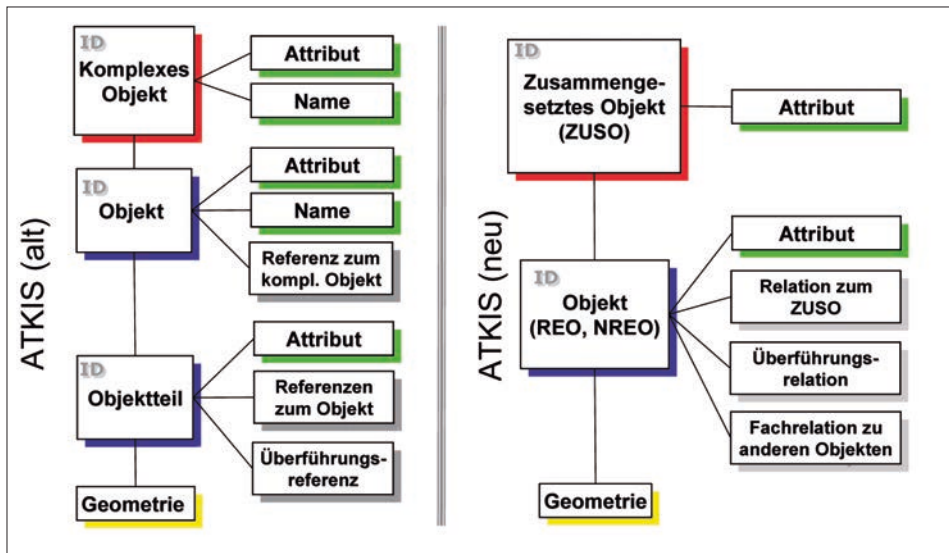 ATKIS (alt)
ID
Komplexes
Objekt
Attribut
Name
ID
Objekt
Attribut
Name
Referenz zum
kompl. Objekt
ID
Objektteil
Attribut
Referenzen
zum Objekt
Überführungs-
referenz
Geometrie
ATKIS (neu)
ID
Zusammenge-
setztes Objekt
(ZUSO)
Attribut
ID
Objekt
(REO, NREO)
Attribut
Relation zum
ZUSO
Überführungs-
relation
Fachrelation zu
anderen Objekten
Geometrie